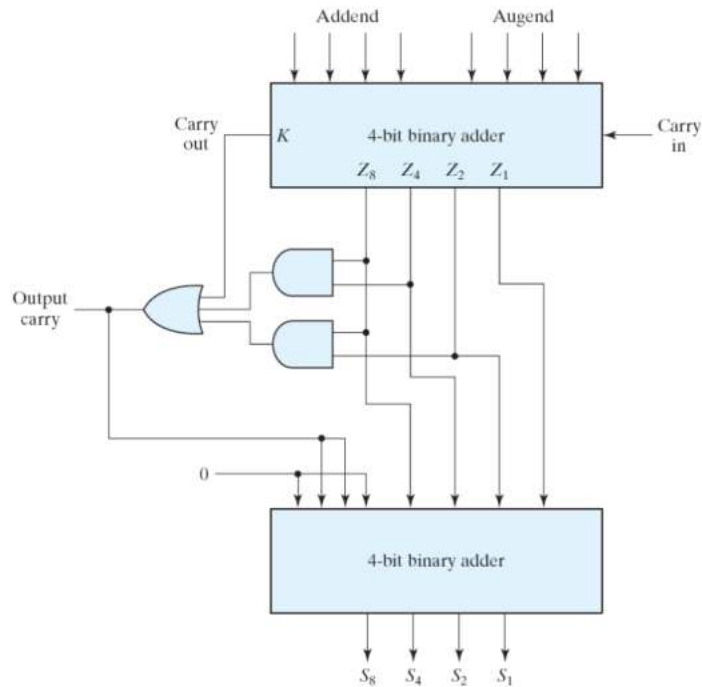 Addend Augend
Carry
out
K
4-bit binary adder
Carry
in
Z₈ Z₄ Z₂ Z₁
Output
carry
0
4-bit binary adder
S₈ S₄ S₂ S₁